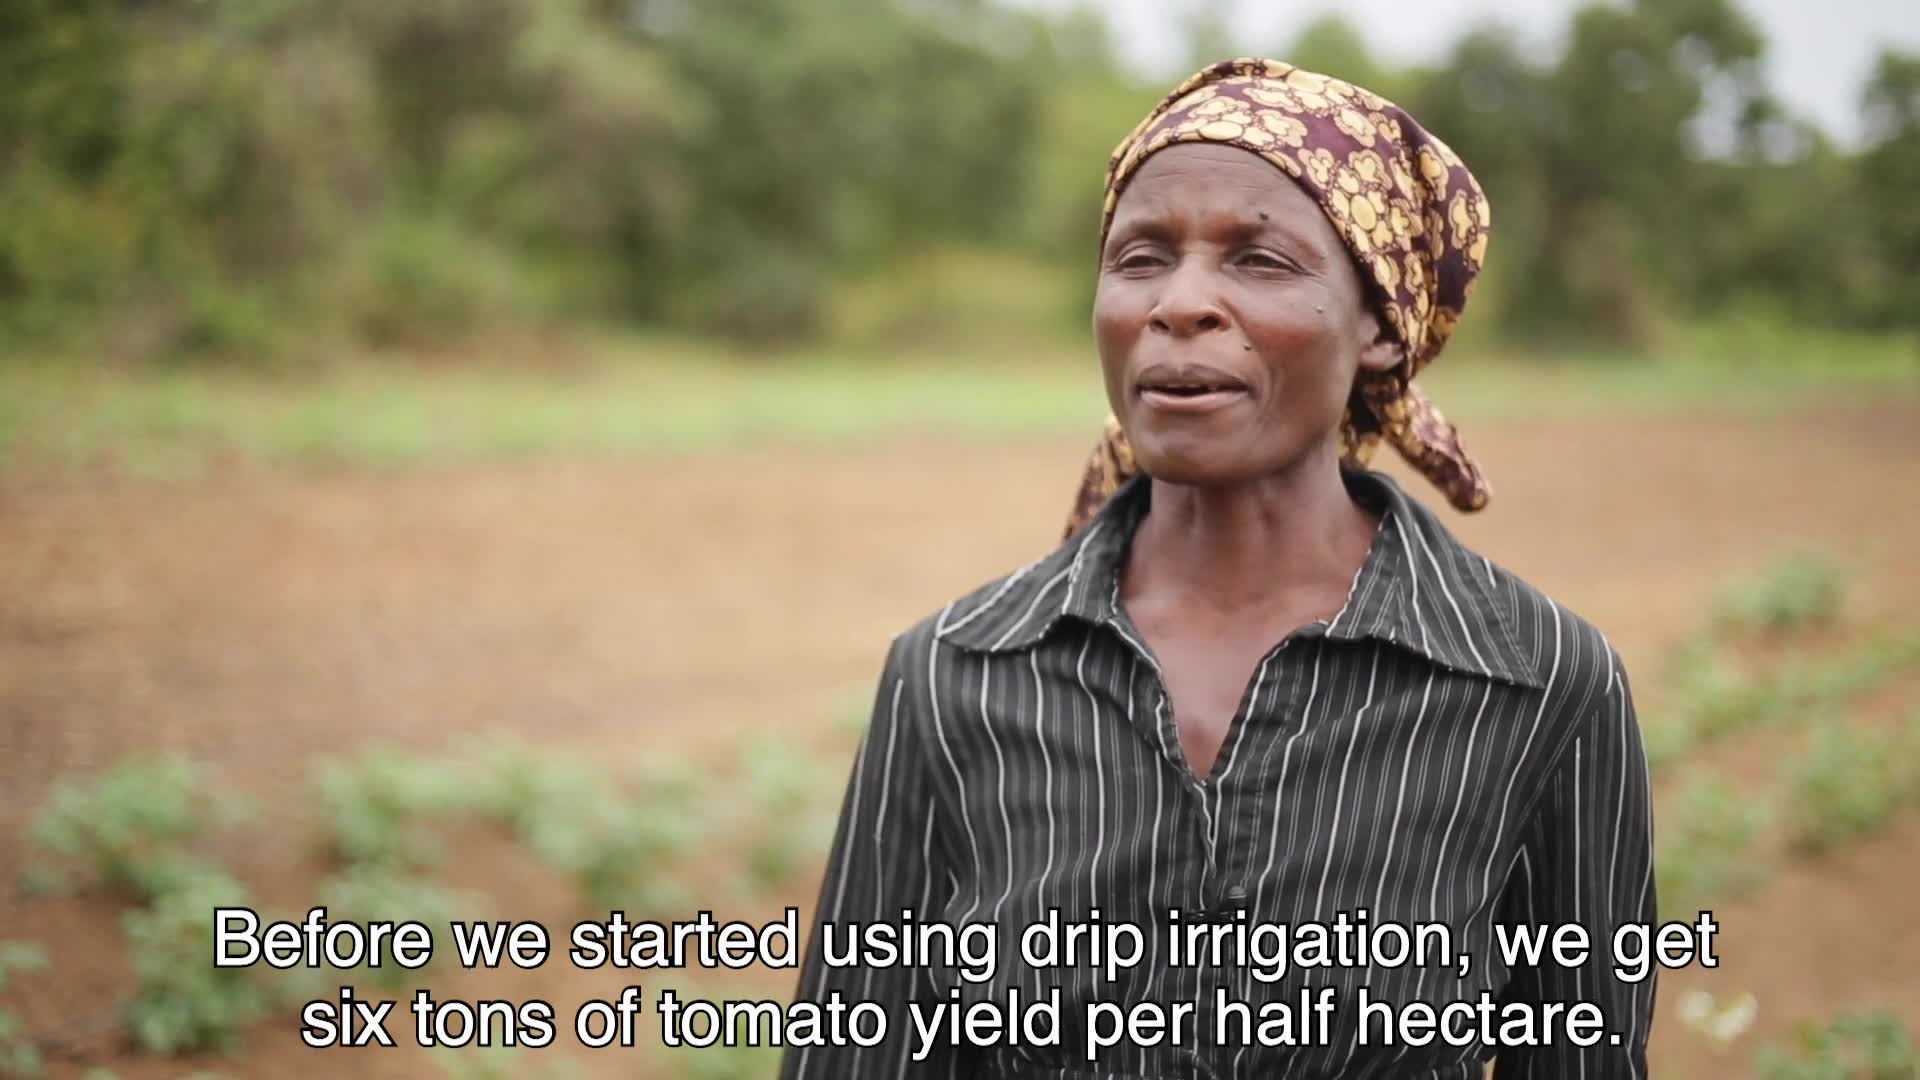 Before we started using drip irrigation, we get
six tons of tomato yield per half hectare.